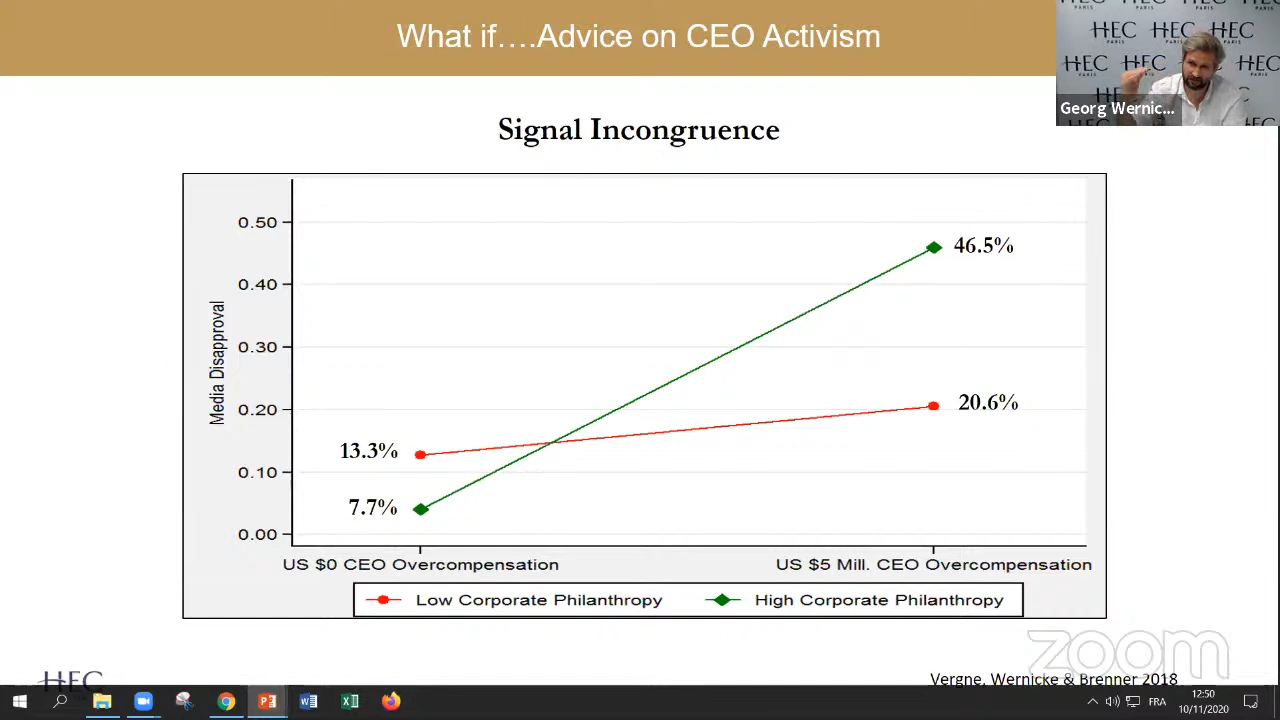 What if....Advice on CEO Activism
HEC
PARIS
Georg Wernic...
Signal Incongruence
0.50
0.40
0.30
0.20
0.10
0.00
Media Disapproval
46.5%
20.6%
13.3%
7.7%
US $0 CEO Overcompensation
US $5 Mill. CEO Overcompensation
Low Corporate Philanthropy
High Corporate Philanthropy
zoom
HEC
Vergne, Wernicke & Brenner 2018
FRA
12:50
10/11/2020